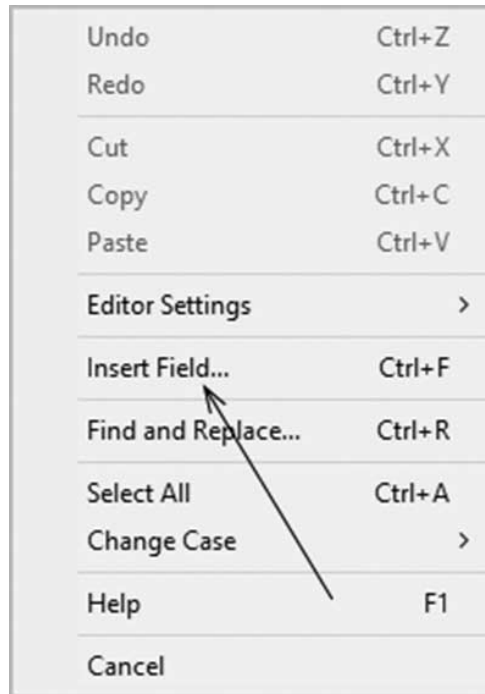 Undo Ctrl+Z
Redo Ctrl+Y
Cut Ctrl+X
Copy Ctrl+C
Paste Ctrl+V
Editor Settings >
Insert Field... Ctrl+F
Find and Replace... Ctrl+R
Select All Ctrl+A
Change Case >
Help F1
Cancel